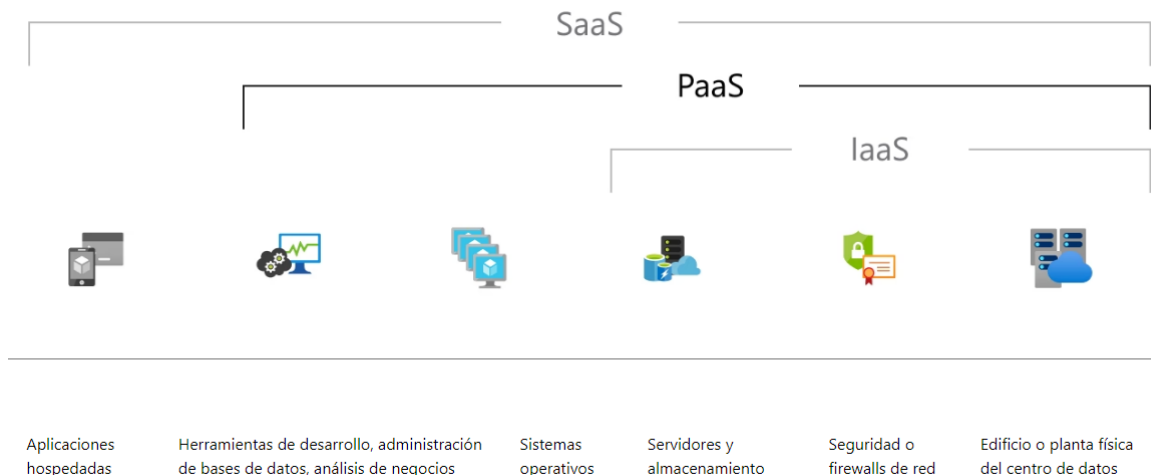 SaaS
PaaS
IaaS
Aplicaciones
hospedadas
Herramientas de desarrollo, administración
de bases de datos, análisis de negocios
Sistemas
operativos
Servidores y
almacenamiento
Seguridad o
firewalls de red
Edificio o planta física
del centro de datos